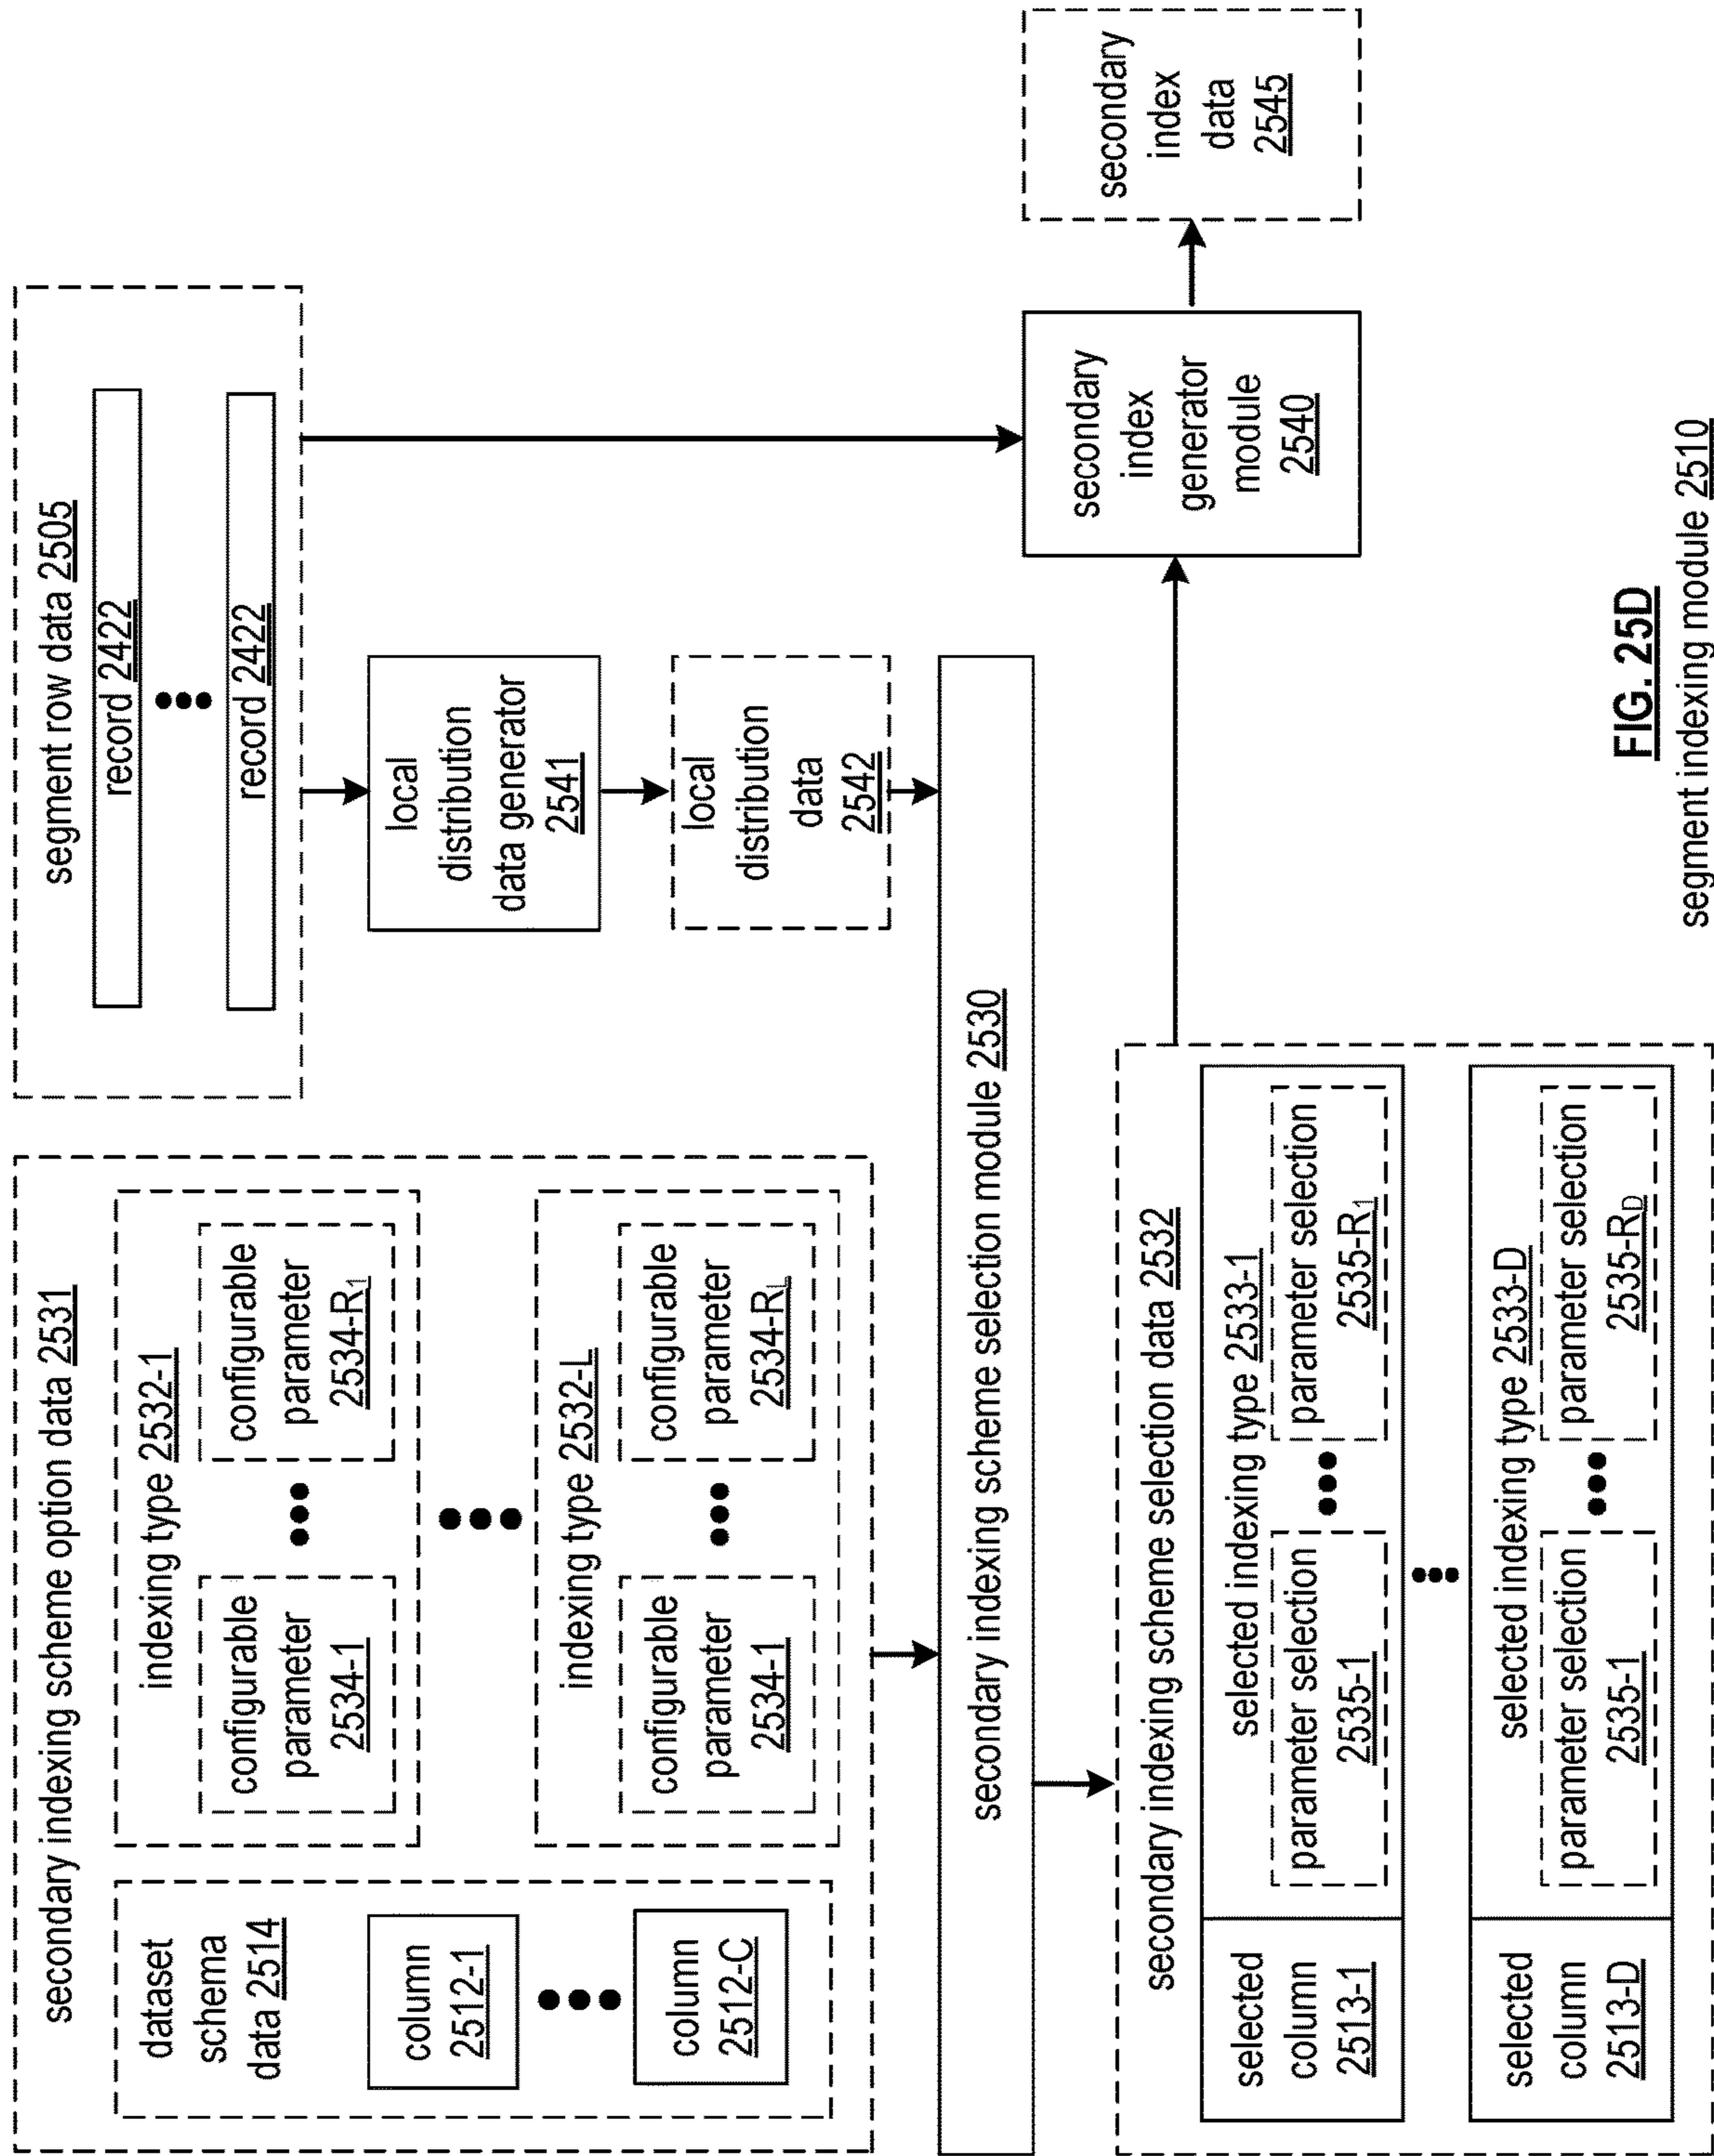 secondary indexing scheme option data 2531
dataset
schema
data 2514
column
2512-1
column
2512-C
indexing type 2532-1
configurable
parameter
2534-1
configurable
parameter
2534-R1
indexing type 2532-L
configurable
parameter
2534-1
configurable
parameter
2534-RL
segment row data 2505
record 2422
record 2422
local
distribution
data generator
2541
local
distribution
data
2542
secondary indexing scheme selection module 2530
secondary indexing scheme selection data 2532
selected
column
2513-1
selected indexing type 2533-1
parameter selection
2535-1
parameter selection
2535-R1
selected
column
2513-D
selected indexing type 2533-D
parameter selection
2535-1
parameter selection
2535-RD
secondary
index
generator
module
2540
secondary
index
data
2545
FIG. 25D
segment indexing module 2510